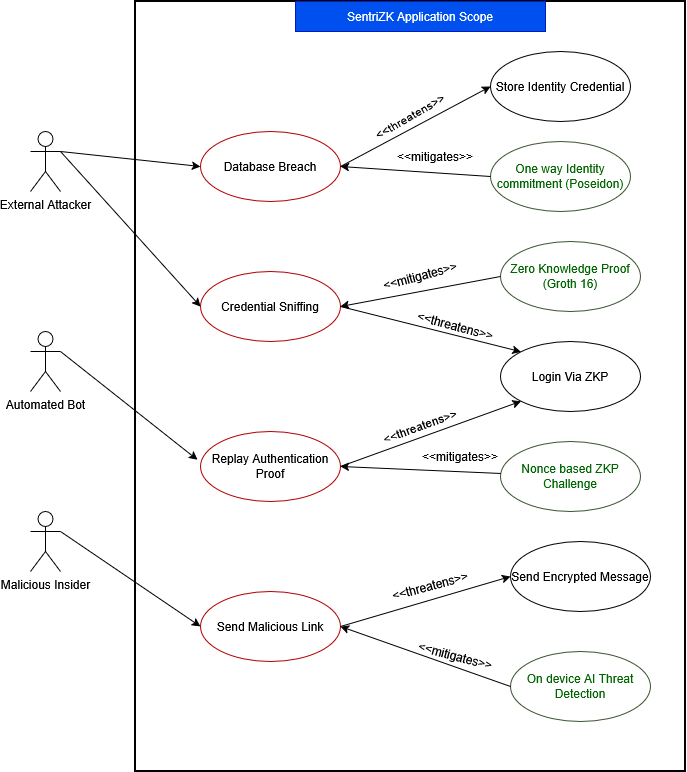 SentriZK Application Scope
Store Identity Credential
<<threatens>>
Database Breach
<<mitigates>>
One way Identity
commitment (Poseidon)
External Attacker
Zero Knowledge Proof
(Groth 16)
<<mitigates>>
Credential Sniffing
<<threatens>>
Login Via ZKP
Automated Bot
<<threatens>>
Replay Authentication
Proof
<<mitigates>>
Nonce based ZKP
Challenge
Malicious Insider
<<threatens>>
Send Encrypted Message
Send Malicious Link
<<mitigates>>
On device AI Threat
Detection